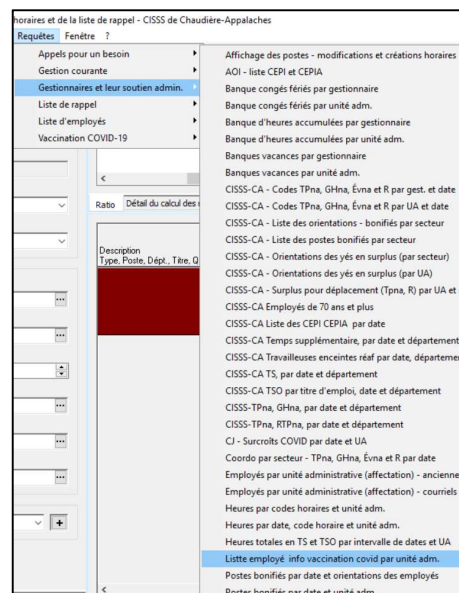 horaires et de la liste de rappel - CISSS de Chaudière-Appalaches
Requêtes Fenêtre ?
Appels pour un besoin
Gestion courante
Gestionnaires et leur soutien admin.
Liste de rappel
Liste d'employés
Vaccination COVID-19
Ratio Détail du calcul des
Description
Type, Poste, Dépt., Titre, Q
Affichage des postes - modifications et créations horaires
AOI - liste CEPI et CEPIA
Banque congés fériés par gestionnaire
Banque congés fériés par unité adm.
Banque d'heures accumulées par gestionnaire
Banque d'heures accumulées par unité adm.
Banques vacances par gestionnaire
Banques vacances par unité adm.
CISSS-CA - Codes TPna, GHna, Évna et R par gest. et date
CISSS-CA - Codes TPna, GHna, Évna et R par UA et date
CISSS-CA - Liste des orientations - bonifiés par secteur
CISSS-CA - Liste des postes bonifiés par secteur
CISSS-CA - Orientations des yés en surplus (par secteur)
CISSS-CA - Orientations des yés en surplus (par UA)
CISSS-CA - Surplus pour déplacement (Tpna, R) par UA et
CISSS-CA Employés de 70 ans et plus
CISSS-CA Liste des CEPI CEPIA par date
CISSS-CA Temps supplémentaire, par date et département
CISSS-CA Travailleuses enceintes réaf par date, départeme
CISSS-CA TS, par date et département
CISSS-CA TSO par titre d'emploi, date et département
CISSS-TPna, GHna, par date et département
CISSS-TPna, RTPna, par date et département
CJ - Surcroîts COVID par date et UA
Coordo par secteur - TPna, GHna, Évna et R par date
Employés par unité administrative (affectation) - ancienne
Employés par unité administrative (affectation) - courriels
Heures par codes horaires et unité adm.
Heures par date, code horaire et unité adm.
Heures totales en TS et TSO par intervalle de dates et UA
Listte employé info vaccination covid par unité adm.
Postes bonifiés par date et orientations des employés
Postes bonifiés par date et unité adm.